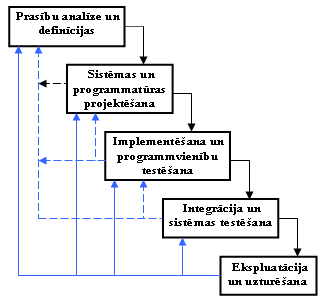 Prasību analīze un
definīcijas
Sistēmas un
programmatūras
projektēšana
Implementēšana un
programmvienību
testēšana
Integrācija un
sistēmas testēšana
Ekspluatācija
un uzturēšana